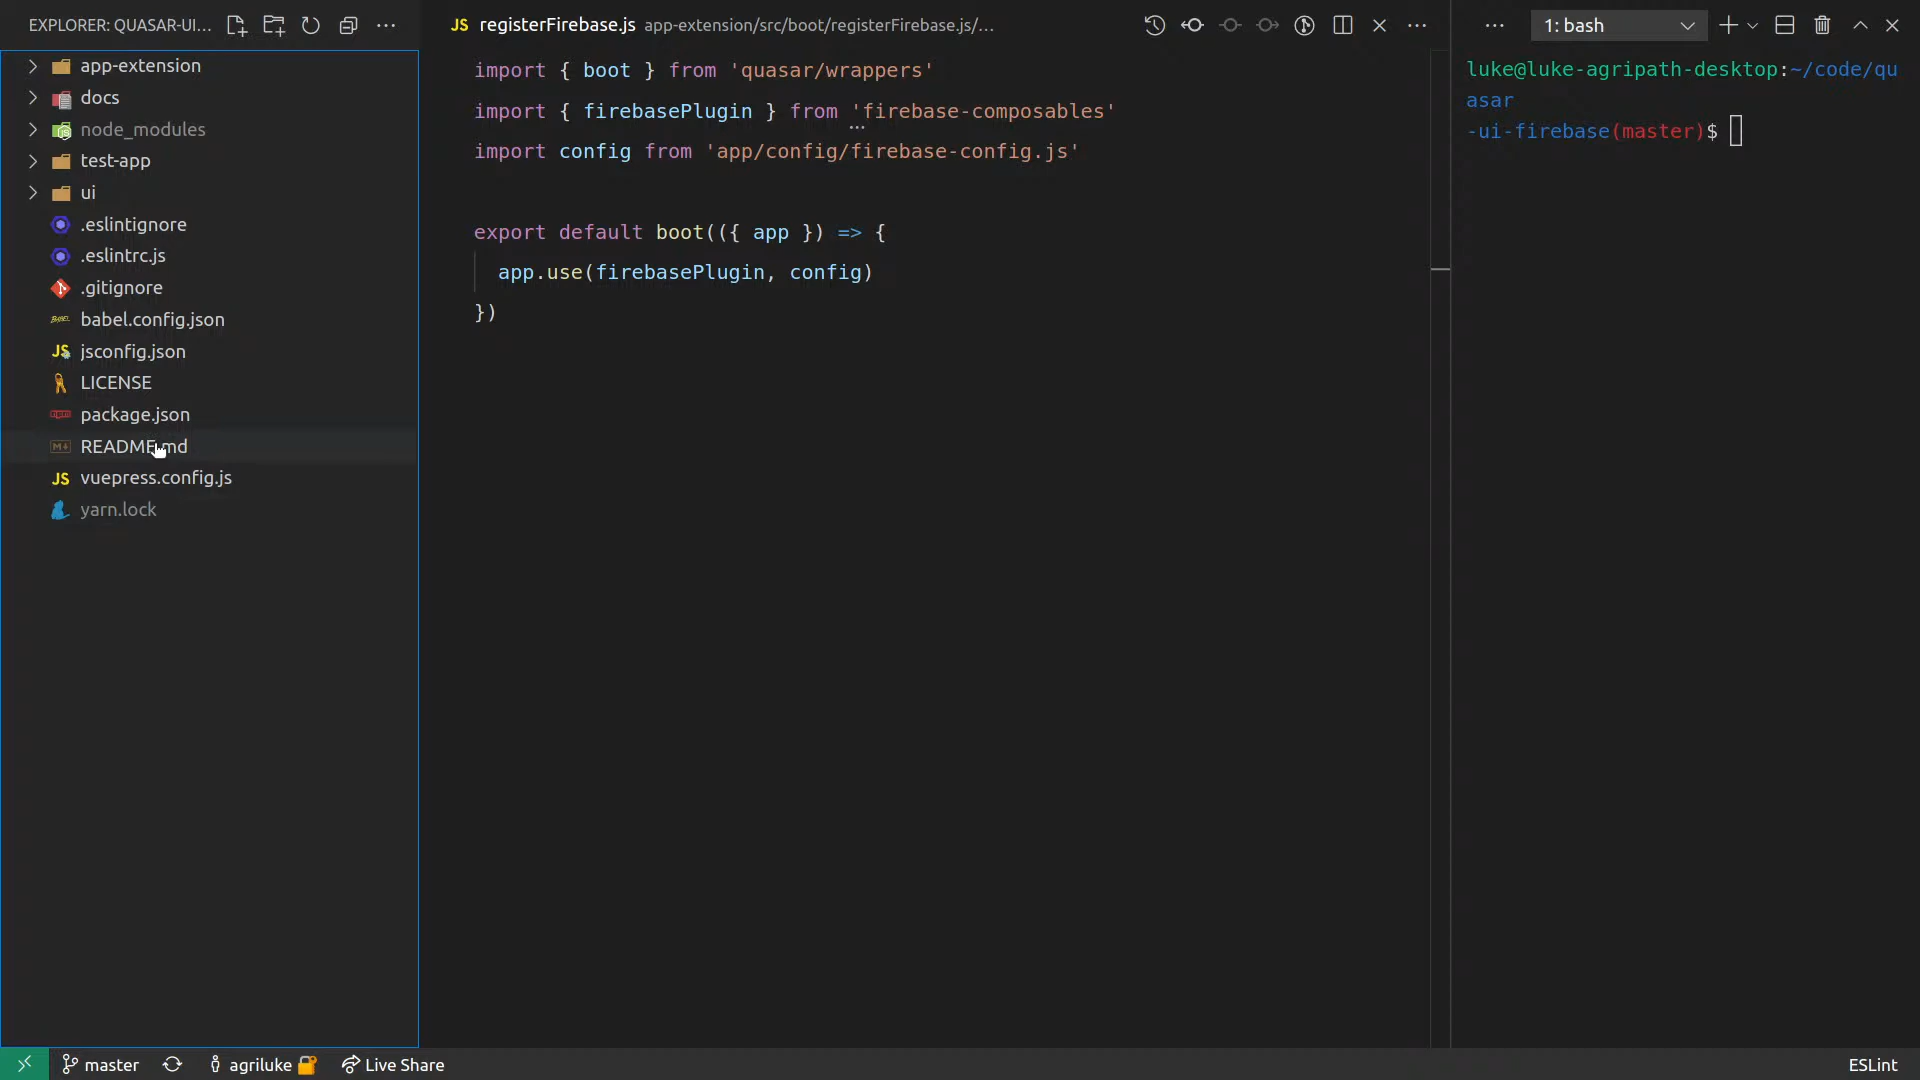 EXPLORER: QUASAR-UI...
app-extension
docs
node_modules
test-app
ui
.eslintignore
.eslintrc.js
.gitignore
babel.config.json
jsconfig.json
LICENSE
package.json
README.md
vuepress.config.js
yarn.lock
JS registerFirebase.js app-extension/src/boot/registerFirebase.js/...
import { boot } from 'quasar/wrappers'
import { firebasePlugin } from 'firebase-composables'
import config from 'app/config/firebase-config.js'
export default boot(({ app }) => {
app.use(firebasePlugin, config)
})
1: bash
luke@luke-agripath-desktop:~/code/qu
asar
-ui-firebase(master)$
master
agriluke
Live Share
ESLint